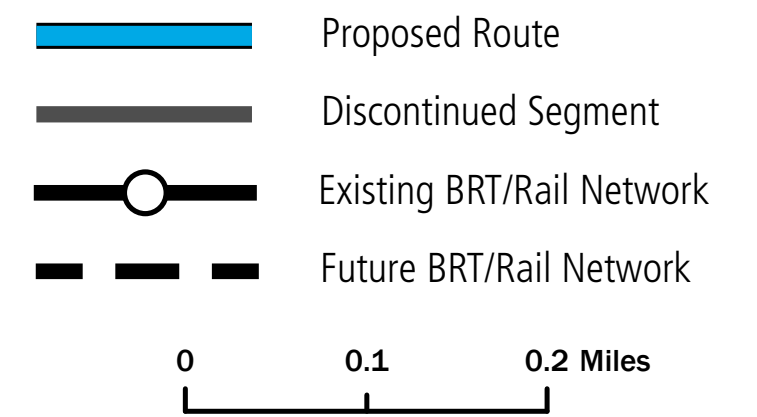 Proposed Route
Discontinued Segment
Existing BRT/Rail Network
Future BRT/Rail Network
0 0.1 0.2 Miles